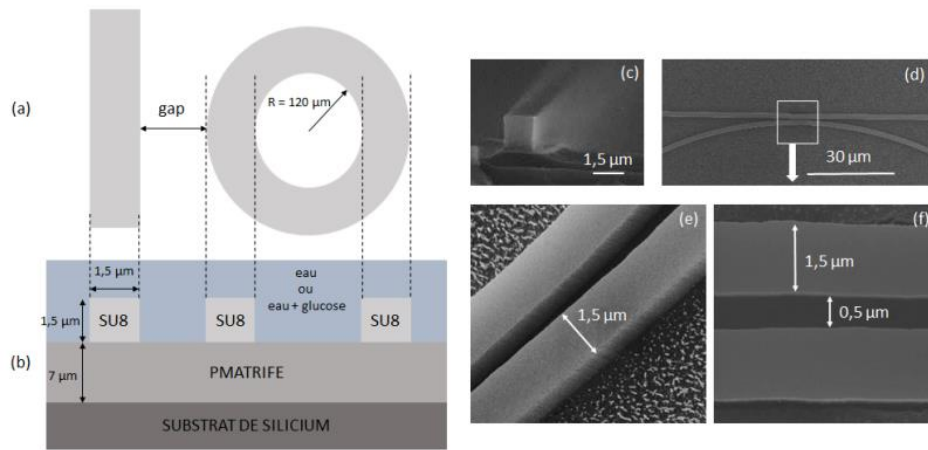 (a)
gap
R = 120 µm
1,5 µm
eau
ou
eau + glucose
1,5 µm
SU8
SU8
SU8
(b)
7 µm
PMATRIFE
SUBSTRAT DE SILICIUM
(c)
1,5 µm
(d)
30 µm
(e)
1,5 µm
(f)
1,5 µm
0,5 µm